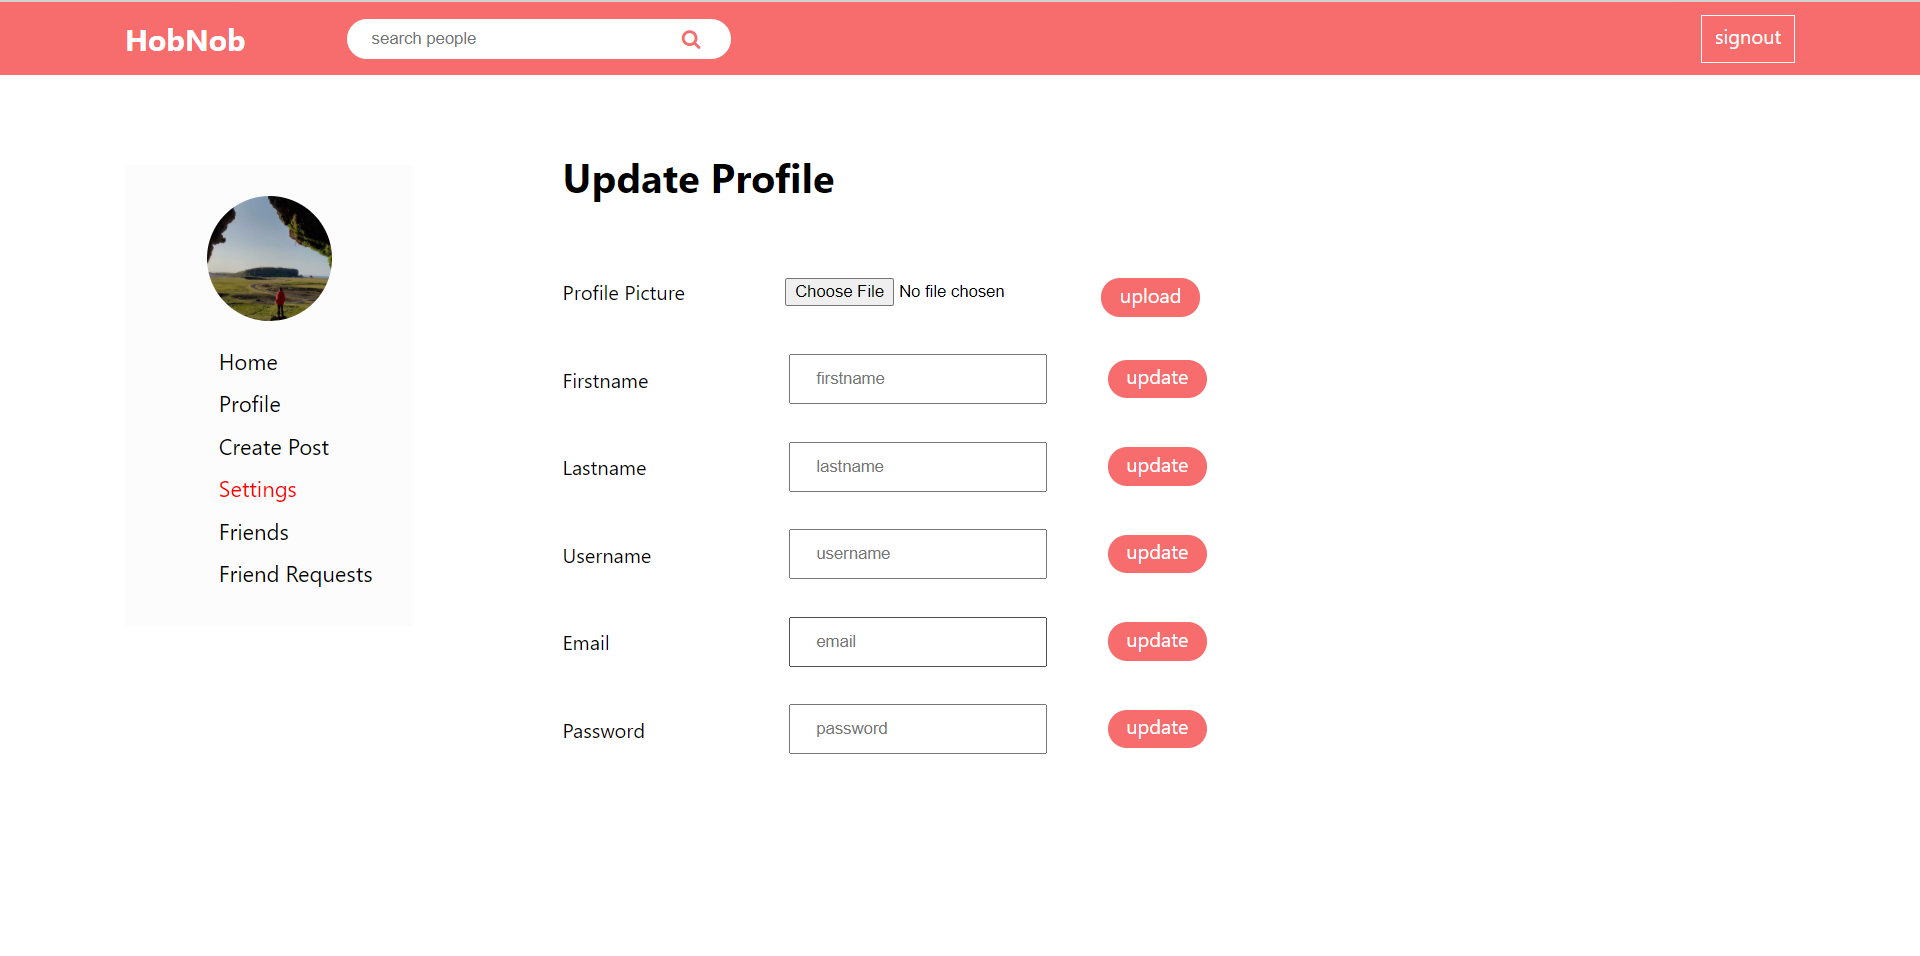 HobNob
search people
signout
Home
Profile
Create Post
Settings
Friends
Friend Requests
Update Profile
Profile Picture Choose File No file chosen upload
Firstname firstname update
Lastname lastname update
Username username update
Email email update
Password password update